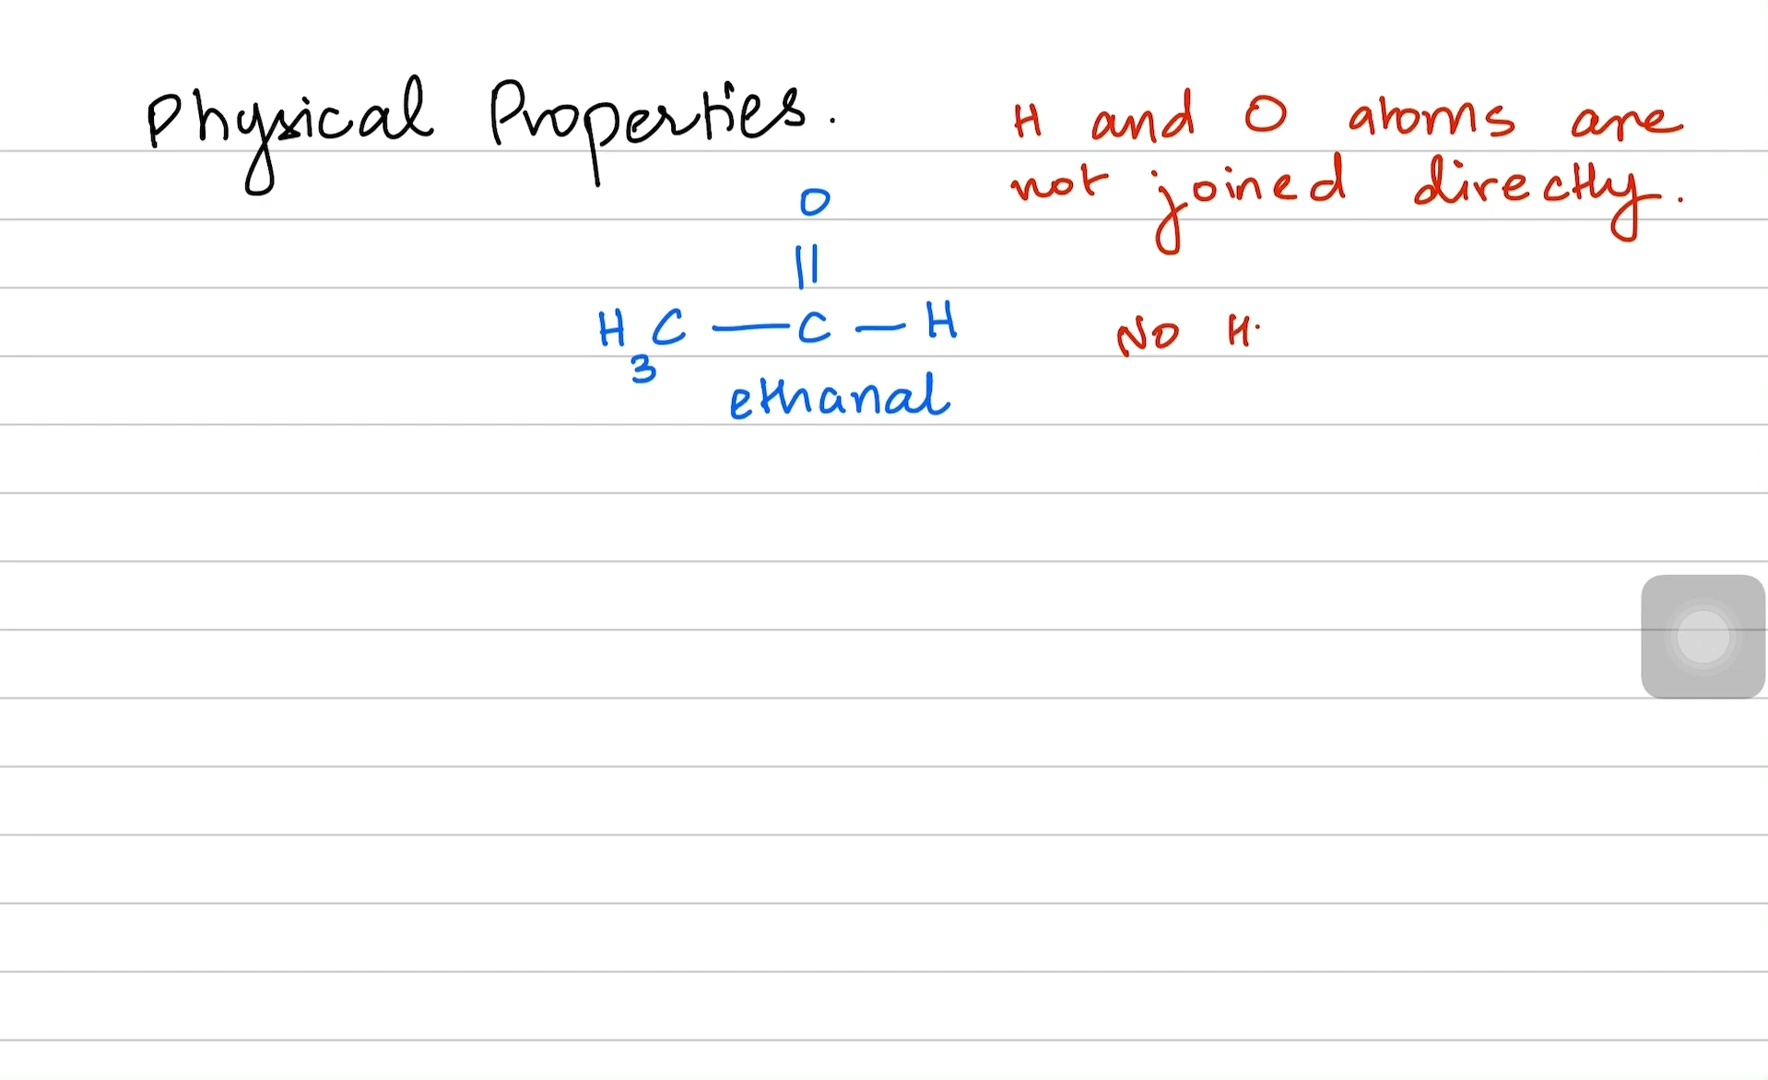 Physical Properties.
H and O atoms are
not joined directly.
O
||
H3C — C — H
NO H.
ethanal